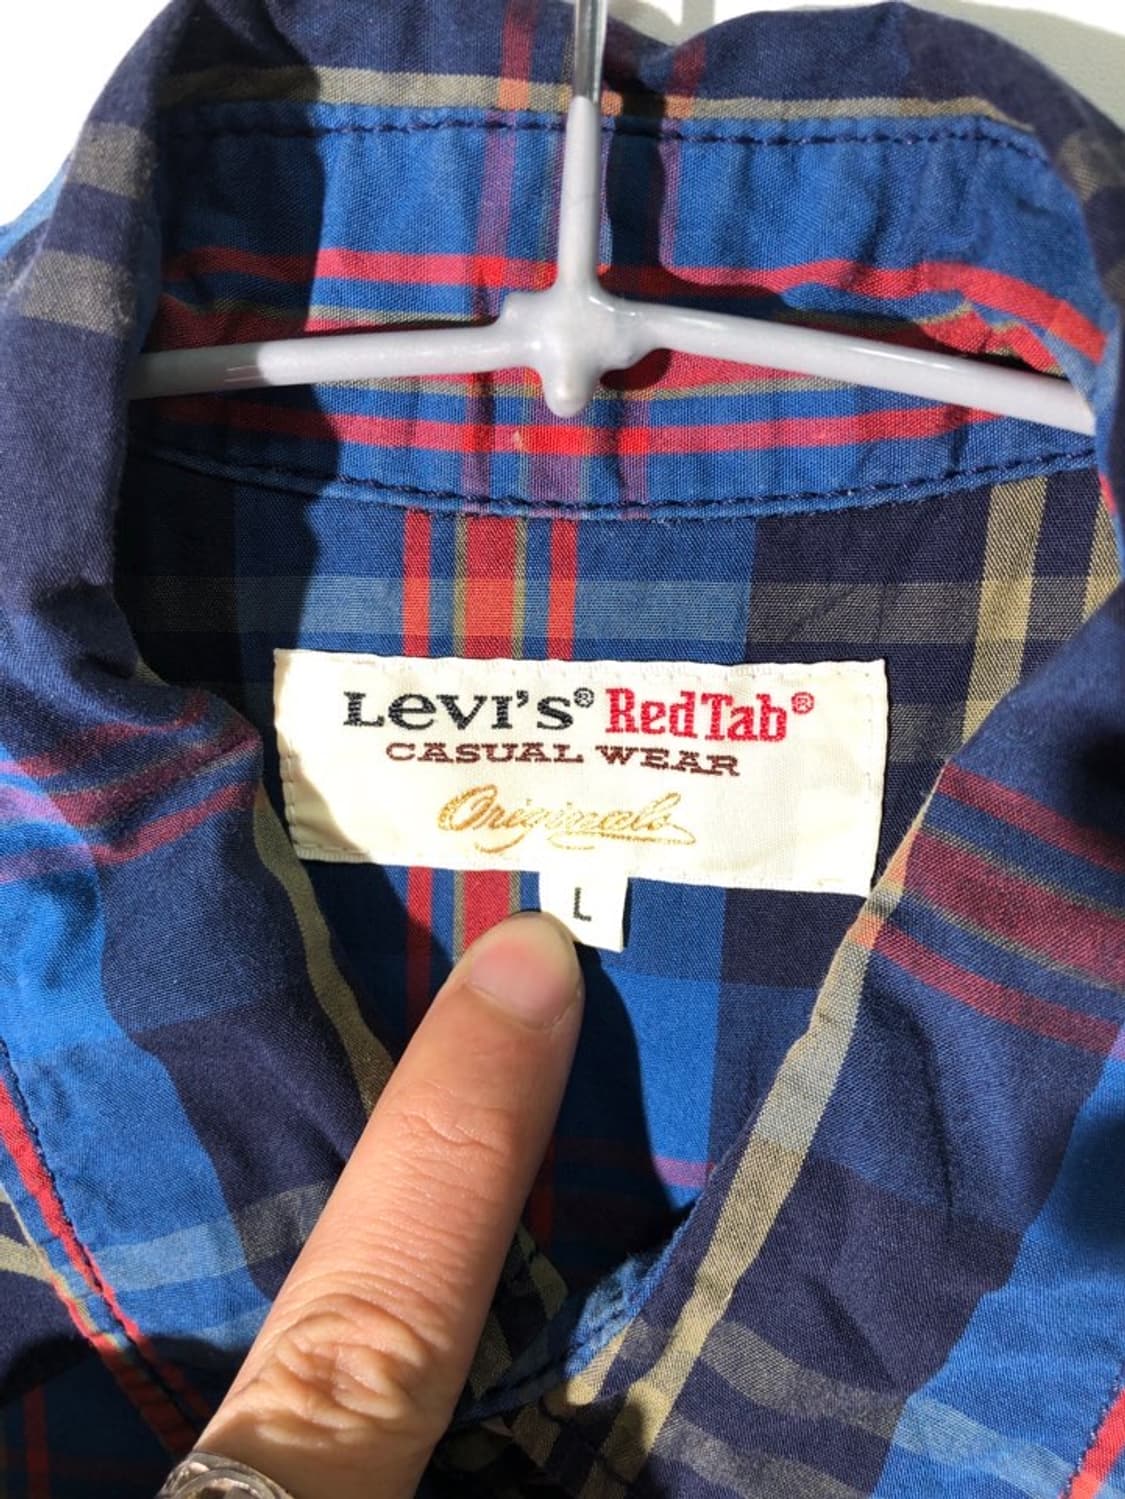 Levi's® RedTab®
CASUAL WEAR
Originals
L